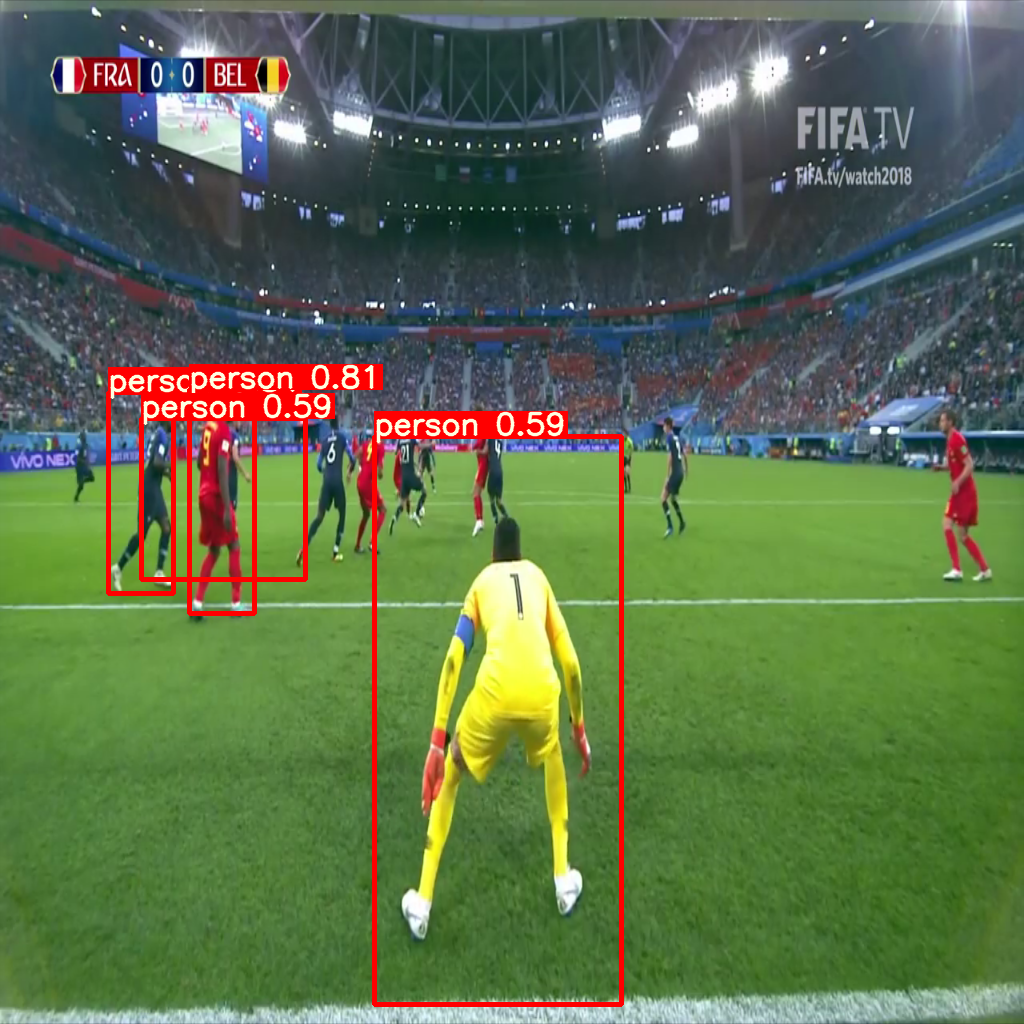 FRA 0 0 BEL
FIFA TV
FIFA.tv/watch2018
person 0.81
person 0.59
person 0.59
VIVO NEX
9
6
21
1